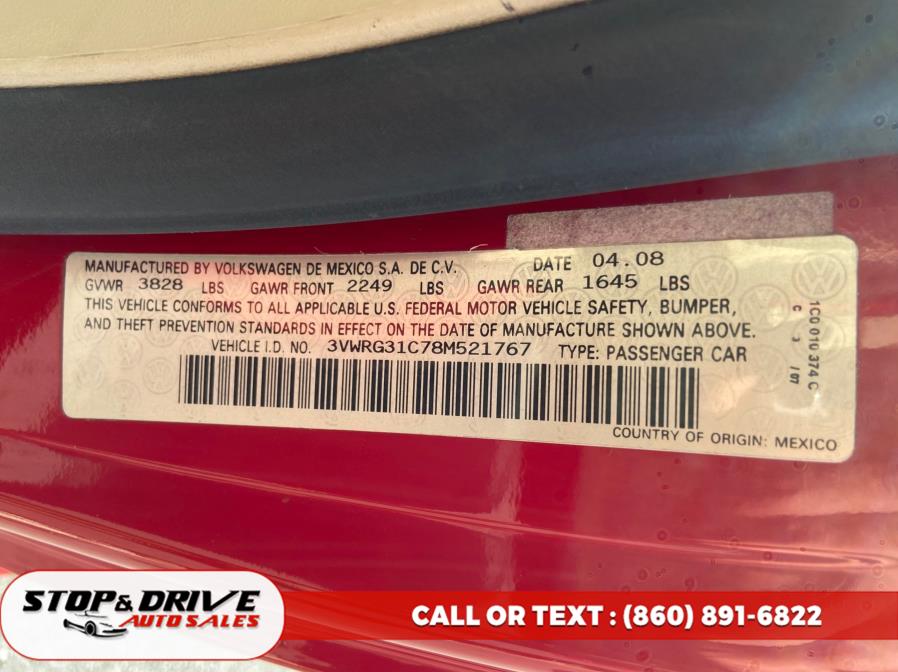 MANUFACTURED BY VOLKSWAGEN DE MEXICO S.A. DE C.V. DATE 04.08
GVWR 3828 LBS GAWR FRONT 2249 LBS GAWR REAR 1645 LBS
THIS VEHICLE CONFORMS TO ALL APPLICABLE U.S. FEDERAL MOTOR VEHICLE SAFETY, BUMPER,
AND THEFT PREVENTION STANDARDS IN EFFECT ON THE DATE OF MANUFACTURE SHOWN ABOVE.
VEHICLE I.D. NO. 3VWRG31C78M521767 TYPE: PASSENGER CAR
COUNTRY OF ORIGIN: MEXICO
1C0 010 374 C
C 3 / 07
STOP & DRIVE
AUTO SALES
CALL OR TEXT : (860) 891-6822